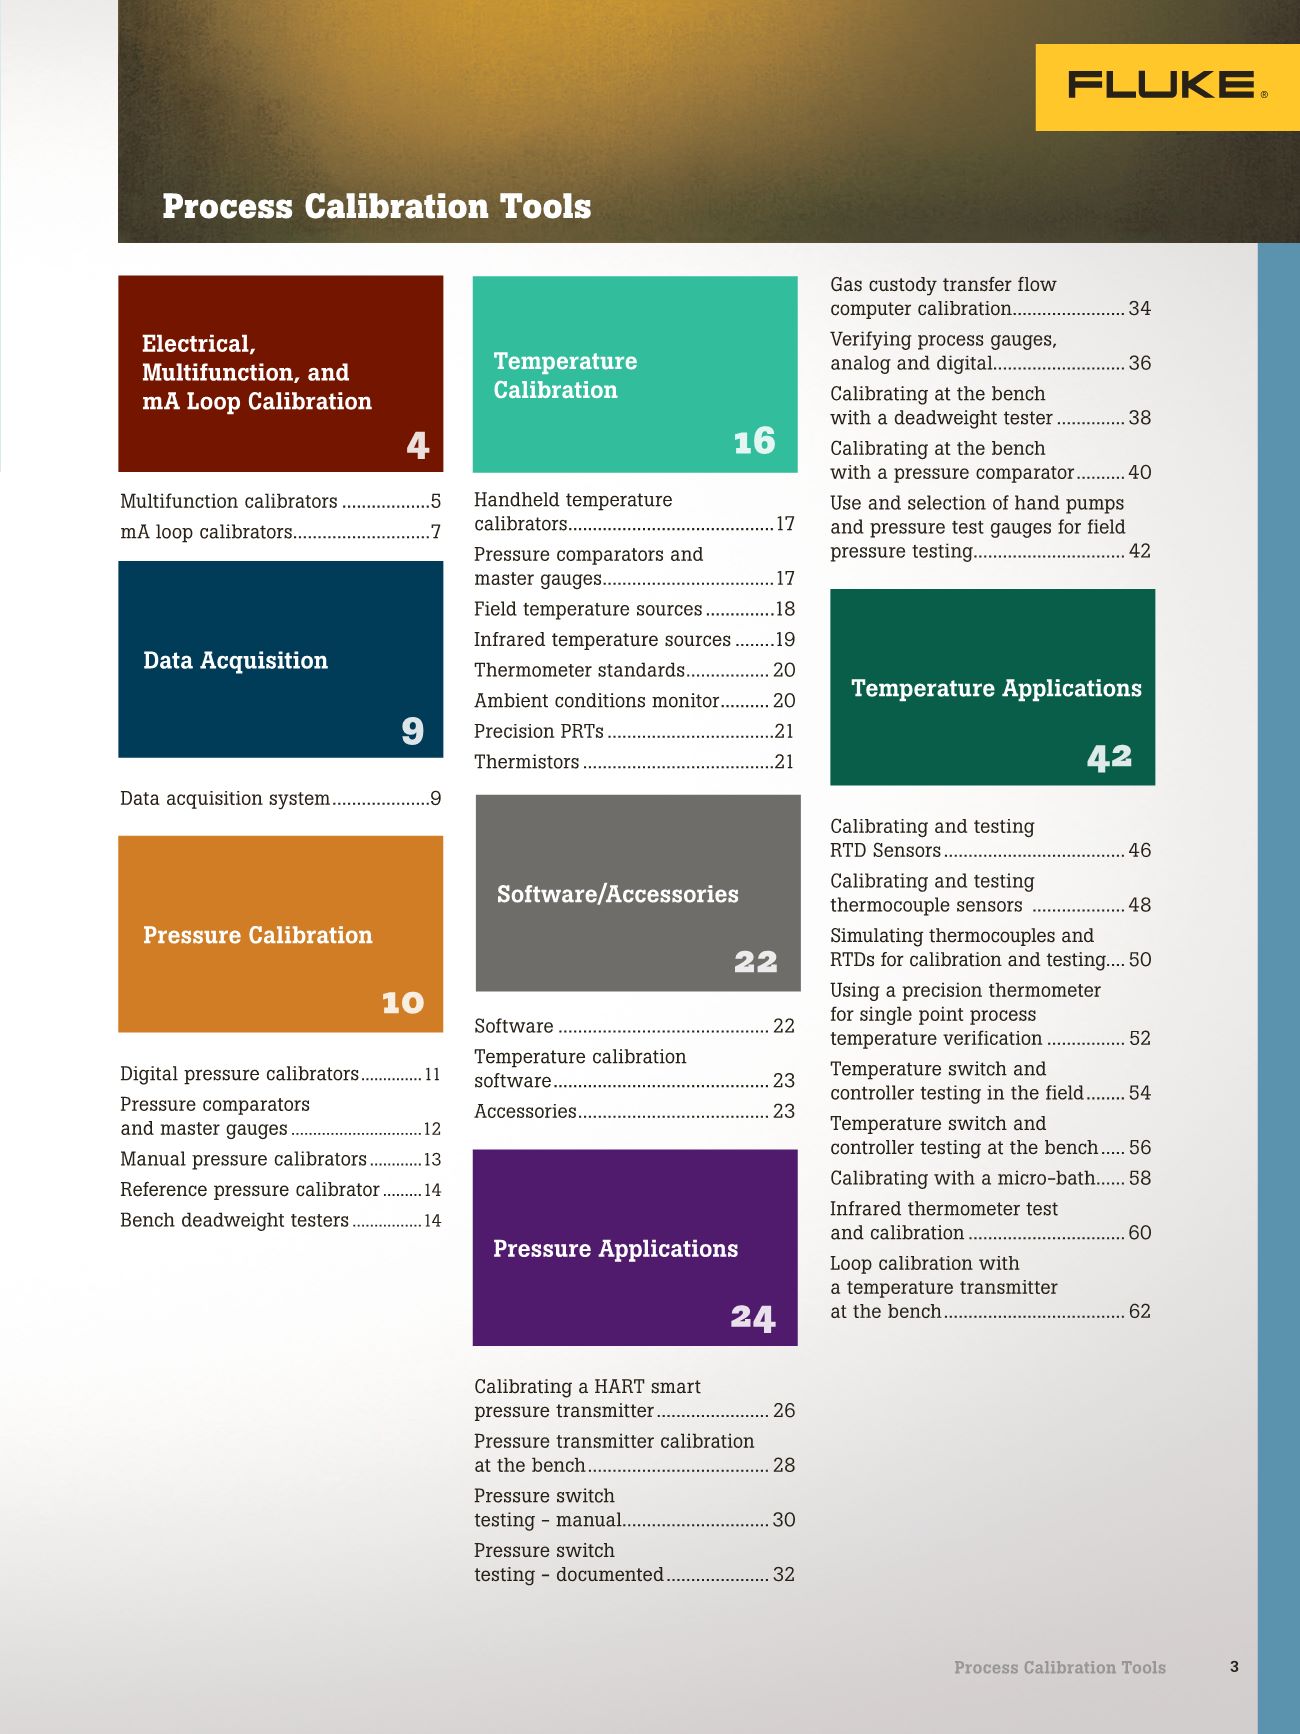 FLUKE®
Process Calibration Tools
Electrical,
Multifunction, and
mA Loop Calibration
4
Multifunction calibrators ..................5
mA loop calibrators............................7
Data Acquisition
9
Data acquisition system....................9
Pressure Calibration
10
Digital pressure calibrators.............11
Pressure comparators
and master gauges.............................12
Manual pressure calibrators............13
Reference pressure calibrator.........14
Bench deadweight testers................14
Temperature
Calibration
16
Handheld temperature
calibrators..........................................17
Pressure comparators and
master gauges...................................17
Field temperature sources..............18
Infrared temperature sources ........19
Thermometer standards................. 20
Ambient conditions monitor.......... 20
Precision PRTs..................................21
Thermistors.......................................21
Software/Accessories
22
Software ........................................... 22
Temperature calibration
software............................................ 23
Accessories....................................... 23
Pressure Applications
24
Calibrating a HART smart
pressure transmitter....................... 26
Pressure transmitter calibration
at the bench..................................... 28
Pressure switch
testing – manual.............................. 30
Pressure switch
testing – documented..................... 32
Gas custody transfer flow
computer calibration....................... 34
Verifying process gauges,
analog and digital........................... 36
Calibrating at the bench
with a deadweight tester .............. 38
Calibrating at the bench
with a pressure comparator.......... 40
Use and selection of hand pumps
and pressure test gauges for field
pressure testing............................... 42
Temperature Applications
42
Calibrating and testing
RTD Sensors..................................... 46
Calibrating and testing
thermocouple sensors ................... 48
Simulating thermocouples and
RTDs for calibration and testing.... 50
Using a precision thermometer
for single point process
temperature verification ................ 52
Temperature switch and
controller testing in the field........ 54
Temperature switch and
controller testing at the bench..... 56
Calibrating with a micro-bath...... 58
Infrared thermometer test
and calibration................................ 60
Loop calibration with
a temperature transmitter
at the bench..................................... 62
Process Calibration Tools 3